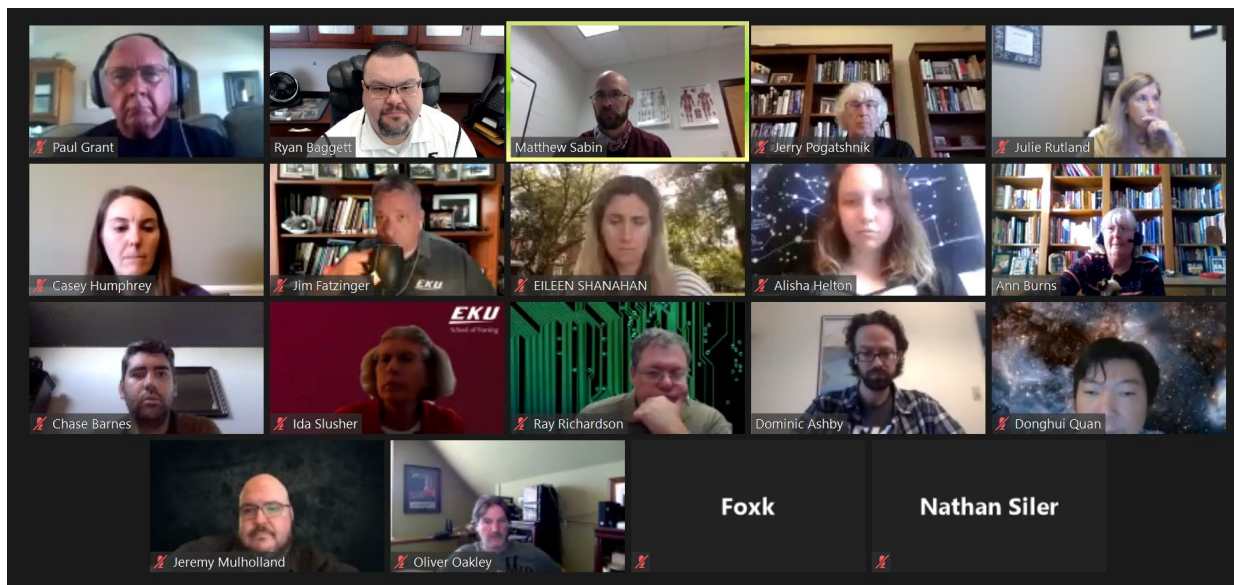 Paul Grant
Ryan Baggett
Matthew Sabin
Jerry Pogatshnik
Julie Rutland
Casey Humphrey
Jim Fatzinger
EKU
EILEEN SHANAHAN
Alisha Helton
Ann Burns
Chase Barnes
EKU
School of Nursing
Ida Slusher
Ray Richardson
Dominic Ashby
Donghui Quan
Jeremy Mulholland
Oliver Oakley
Foxk
Nathan Siler